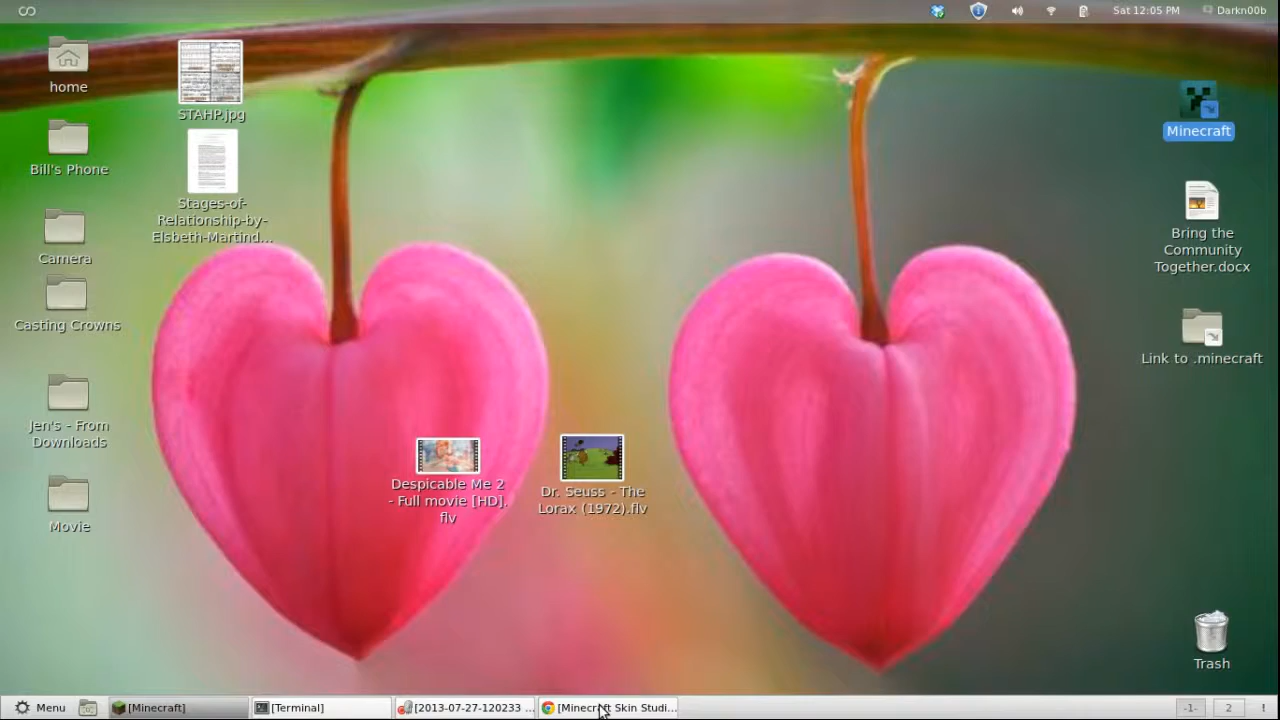 Sat 12:05 PM
Darkn00b
home
STAHP.jpg
Minecraft
Bill's Phone
Stages-of-
Relationship-by-
Elsbeth-Martind...
Bring the
Community
Together.docx
Camera
Casting Crowns
Link to .minecraft
Jen's - From
Downloads
Despicable Me 2
- Full movie [HD].
flv
Dr. Seuss - The
Lorax (1972).flv
Movie
Trash
Menu
[Minecraft]
[Terminal]
[2013-07-27-120233 ...
[Minecraft Skin Studi...
-1-
2
!